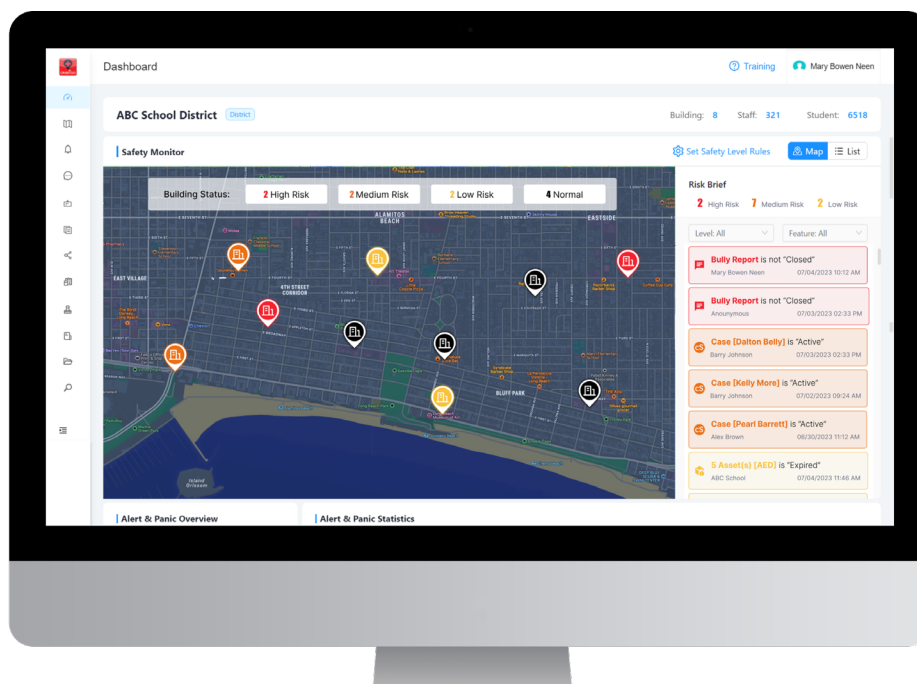 Dashboard
Training
Mary Bowen Neen
ABC School District
District
Building: 8 Staff: 321 Student: 6518
Safety Monitor
Set Safety Level Rules
Map
List
Building Status:
2 High Risk
2 Medium Risk
2 Low Risk
4 Normal
ALAMITOS
BEACH
EASTSIDE
EAST VILLAGE
4TH STREET
CORRIDOR
BLUFF PARK
Island
Grissom
Risk Brief
2 High Risk 7 Medium Risk 2 Low Risk
Level: All
Feature: All
Bully Report is not "Closed"
Mary Bowen Neen 07/04/2023 10:12 AM
Bully Report is not "Closed"
Anounymous 07/03/2023 02:33 PM
Case [Dalton Belly] is "Active"
Barry Johnson 07/03/2023 02:33 PM
Case [Kelly More] is "Active"
Barry Johnson 07/02/2023 09:24 AM
Case [Pearl Barrett] is "Active"
Alex Brown 06/30/2023 11:12 AM
5 Asset(s) [AED] is "Expired"
ABC School 07/04/2023 11:46 AM
Alert & Panic Overview
Alert & Panic Statistics